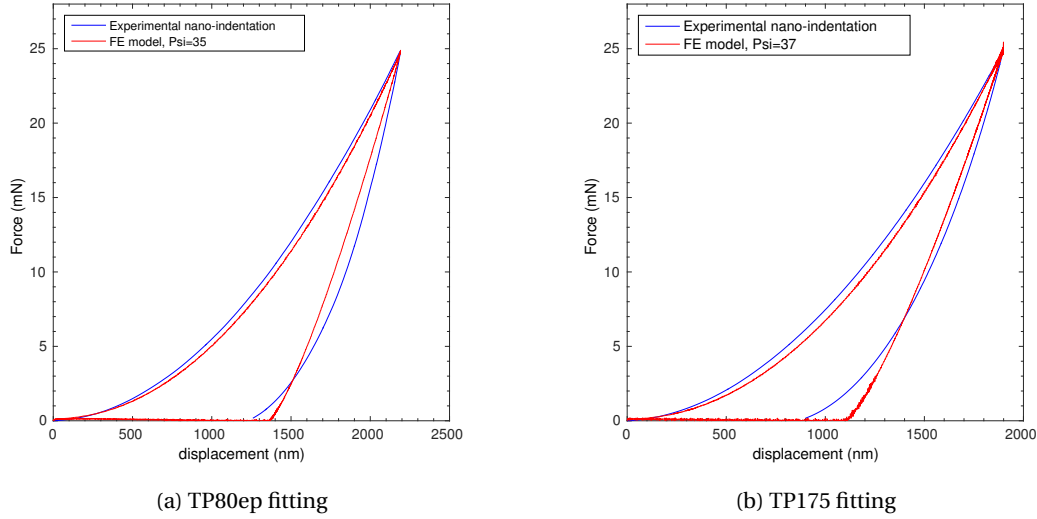 Experimental nano-indentation
FE model, Psi=35
Force (mN)
25
20
15
10
5
0
0 500 1000 1500 2000 2500
displacement (nm)
(a) TP80ep fitting
Experimental nano-indentation
FE model, Psi=37
Force (mN)
25
20
15
10
5
0
0 500 1000 1500 2000
displacement (nm)
(b) TP175 fitting